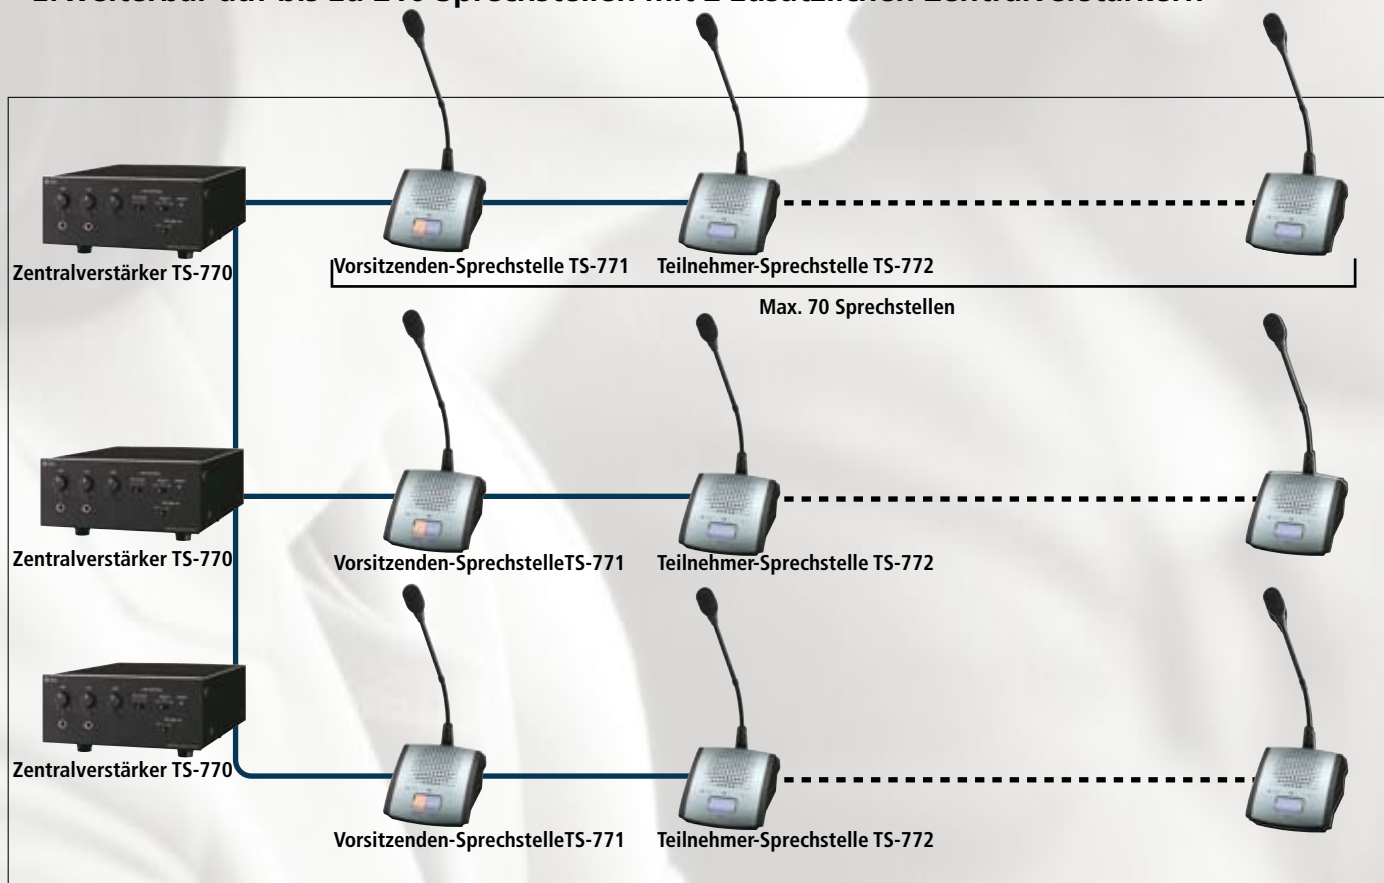 Zentralverstärker TS-770
Vorsitzenden-Sprechstelle TS-771
Teilnehmer-Sprechstelle TS-772
Max. 70 Sprechstellen
Zentralverstärker TS-770
Vorsitzenden-SprechstelleTS-771
Teilnehmer-Sprechstelle TS-772
Zentralverstärker TS-770
Vorsitzenden-SprechstelleTS-771
Teilnehmer-Sprechstelle TS-772